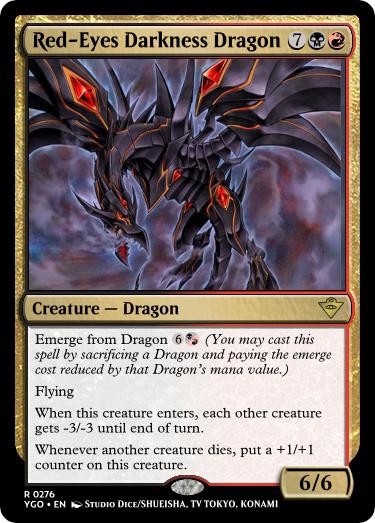 Red-Eyes Darkness Dragon 7
Creature — Dragon
Emerge from Dragon 6 (You may cast this
spell by sacrificing a Dragon and paying the emerge
cost reduced by that Dragon's mana value.)
Flying
When this creature enters, each other creature
gets -3/-3 until end of turn.
Whenever another creature dies, put a +1/+1
counter on this creature.
6/6
R 0276
YGO • EN Studio Dice/SHUEISHA, TV TOKYO, KONAMI